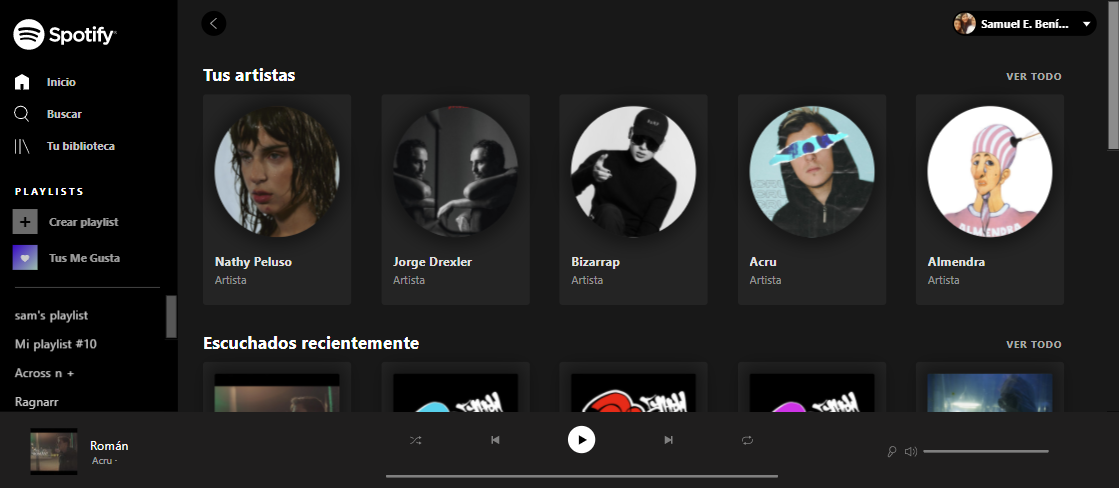 Spotify
Inicio
Buscar
Tu biblioteca
PLAYLISTS
Crear playlist
Tus Me Gusta
sam's playlist
Mi playlist #10
Across n +
Ragnarr
Samuel E. Bení...
Tus artistas
VER TODO
Nathy Peluso
Artista
Jorge Drexler
Artista
Bizarrap
Artista
Acru
Artista
ALMENDRA
Almendra
Artista
Escuchados recientemente
VER TODO
Román
Acru ·